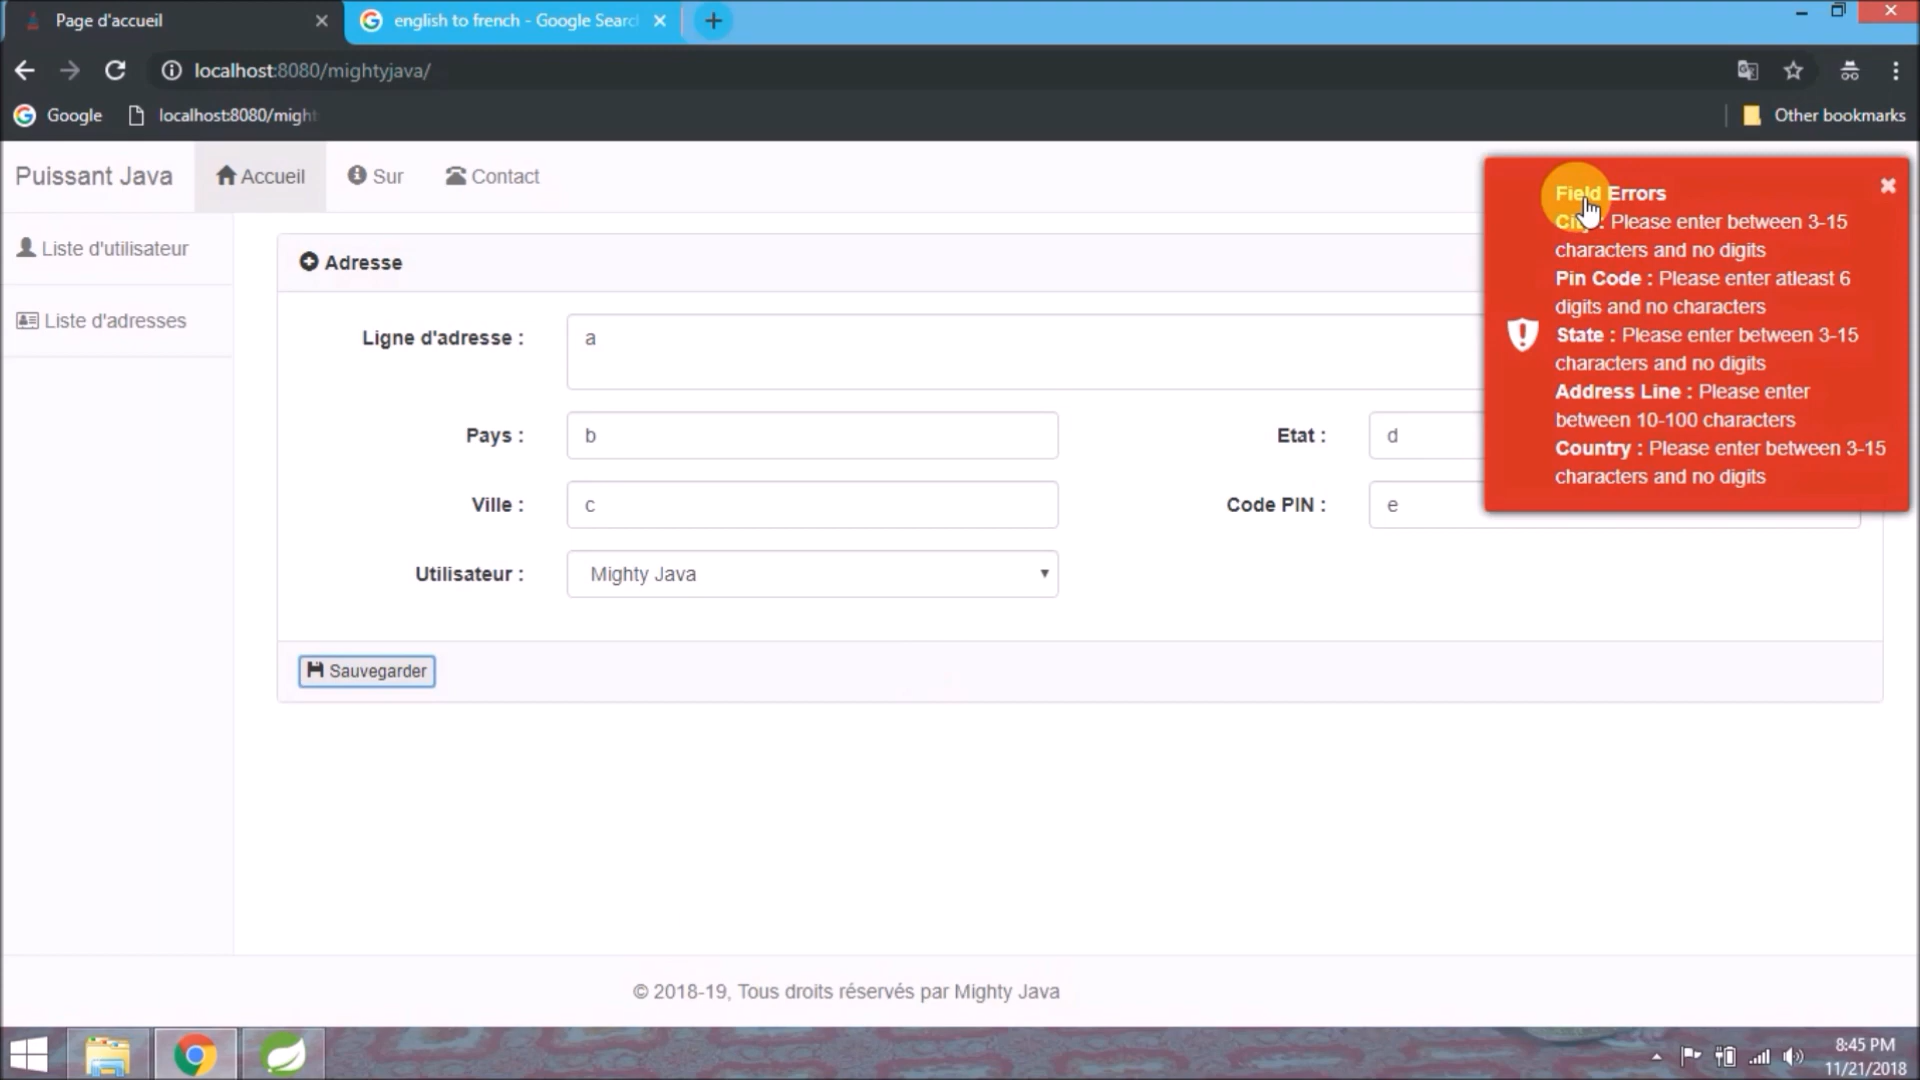 Page d'accueil
english to french - Google Searc
localhost:8080/mightyjava/
Google
localhost:8080/might
Other bookmarks
Puissant Java
Accueil
Sur
Contact
Liste d'utilisateur
Liste d'adresses
Adresse
Ligne d'adresse :
a
Pays :
b
Etat :
d
Ville :
c
Code PIN :
e
Utilisateur :
Mighty Java
Sauvegarder
Field Errors
City : Please enter between 3-15
characters and no digits
Pin Code : Please enter atleast 6
digits and no characters
State : Please enter between 3-15
characters and no digits
Address Line : Please enter
between 10-100 characters
Country : Please enter between 3-15
characters and no digits
© 2018-19, Tous droits réservés par Mighty Java
8:45 PM
11/21/2018